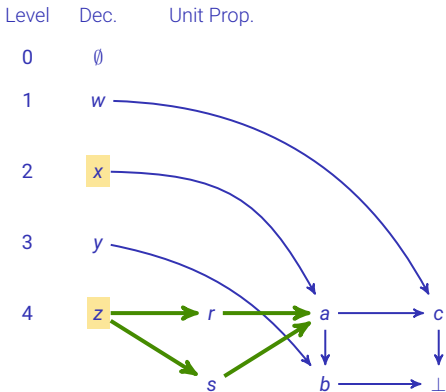 Level Dec. Unit Prop.
0 ∅
1 w
2 x
3 y
4 z r a c
s b ⊥